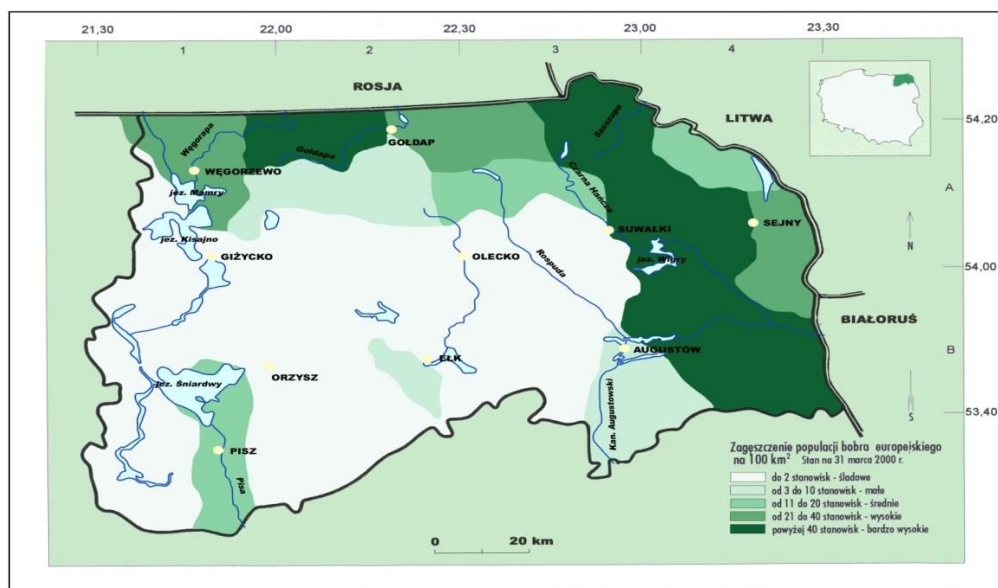 21,30 22,00 22,30 23,00 23,30
1 2 3 4
ROSJA
LITWA
54,20
Węgorapa
Gołdapa
GOŁDAP
Szeszupa
WĘGORZEWO
jez. Mamry
Czarna Hańcza
A
jez. Kisajno
SUWAŁKI
SEJNY
N
GIŻYCKO
OLECKO
Rospuda
jez. Wigry
54,00
BIAŁORUŚ
AUGUSTÓW
B
EŁK
ORZYSZ
jez. Śniardwy
Kan. Augustowski
53,40
S
PISZ
Pisa
Zagęszczenie populacji bobra europejskiego
na 100 km² Stan na 31 marca 2000 r.
do 2 stanowisk - śladowe
od 3 do 10 stanowisk - małe
od 11 do 20 stanowisk - średnie
od 21 do 40 stanowisk - wysokie
powyżej 40 stanowisk - bardzo wysokie
0 20 km